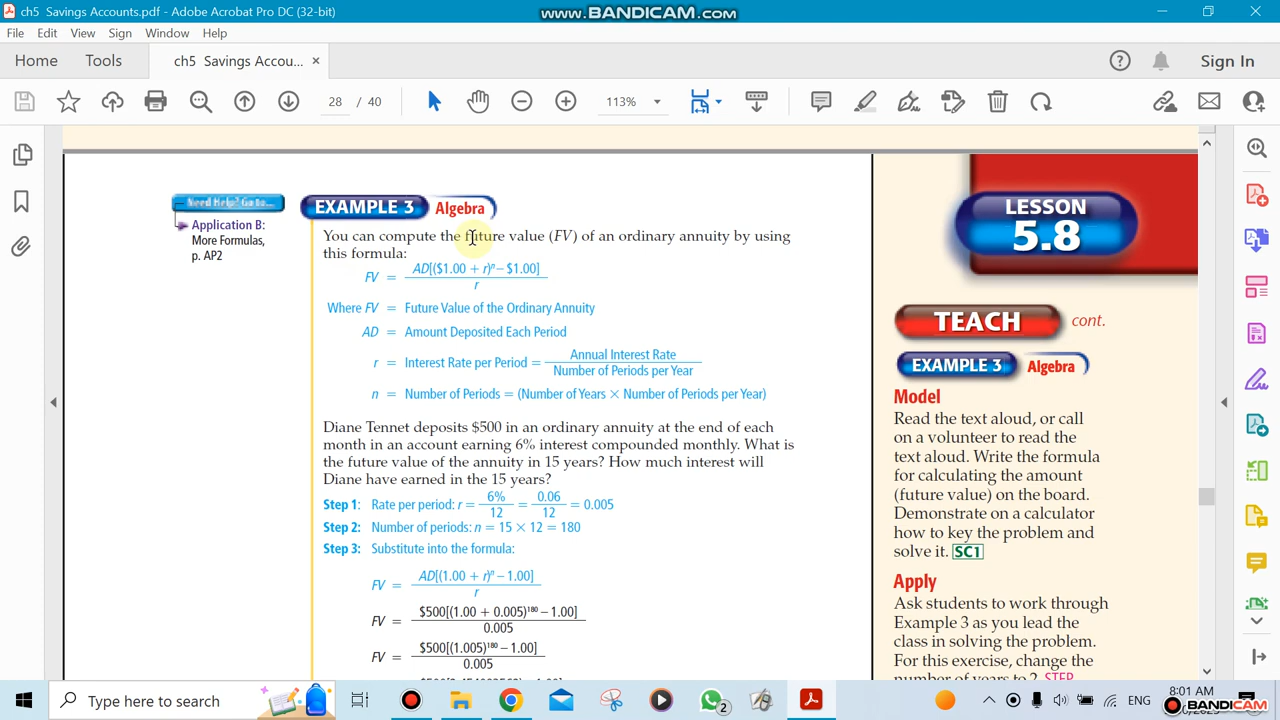 ch5 Savings Accounts.pdf - Adobe Acrobat Pro DC (32-bit)
www.BANDICAM.com
File Edit View Sign Window Help
Home Tools ch5 Savings Accou... × Sign In
28 / 40 113%
Need Help? Go to...
Application B:
More Formulas,
p. AP2
EXAMPLE 3 Algebra
You can compute the future value (FV) of an ordinary annuity by using
this formula:
FV = AD[($1.00 + r)ⁿ – $1.00]
r
Where FV = Future Value of the Ordinary Annuity
AD = Amount Deposited Each Period
r = Interest Rate per Period = Annual Interest Rate
Number of Periods per Year
n = Number of Periods = (Number of Years × Number of Periods per Year)
Diane Tennet deposits $500 in an ordinary annuity at the end of each
month in an account earning 6% interest compounded monthly. What is
the future value of the annuity in 15 years? How much interest will
Diane have earned in the 15 years?
Step 1: Rate per period: r = 6% / 12 = 0.06 / 12 = 0.005
Step 2: Number of periods: n = 15 × 12 = 180
Step 3: Substitute into the formula:
FV = AD[(1.00 + r)ⁿ – 1.00]
r
FV = $500[(1.00 + 0.005)¹⁸⁰ – 1.00]
0.005
FV = $500[(1.005)¹⁸⁰ – 1.00]
0.005
LESSON
5.8
TEACH cont.
EXAMPLE 3 Algebra
Model
Read the text aloud, or call
on a volunteer to read the
text aloud. Write the formula
for calculating the amount
(future value) on the board.
Demonstrate on a calculator
how to key the problem and
solve it. SC1
Apply
Ask students to work through
Example 3 as you lead the
class in solving the problem.
For this exercise, change the
number of years to 2. STEP
Type here to search
2
ENG
8:01 AM
BANDICAM